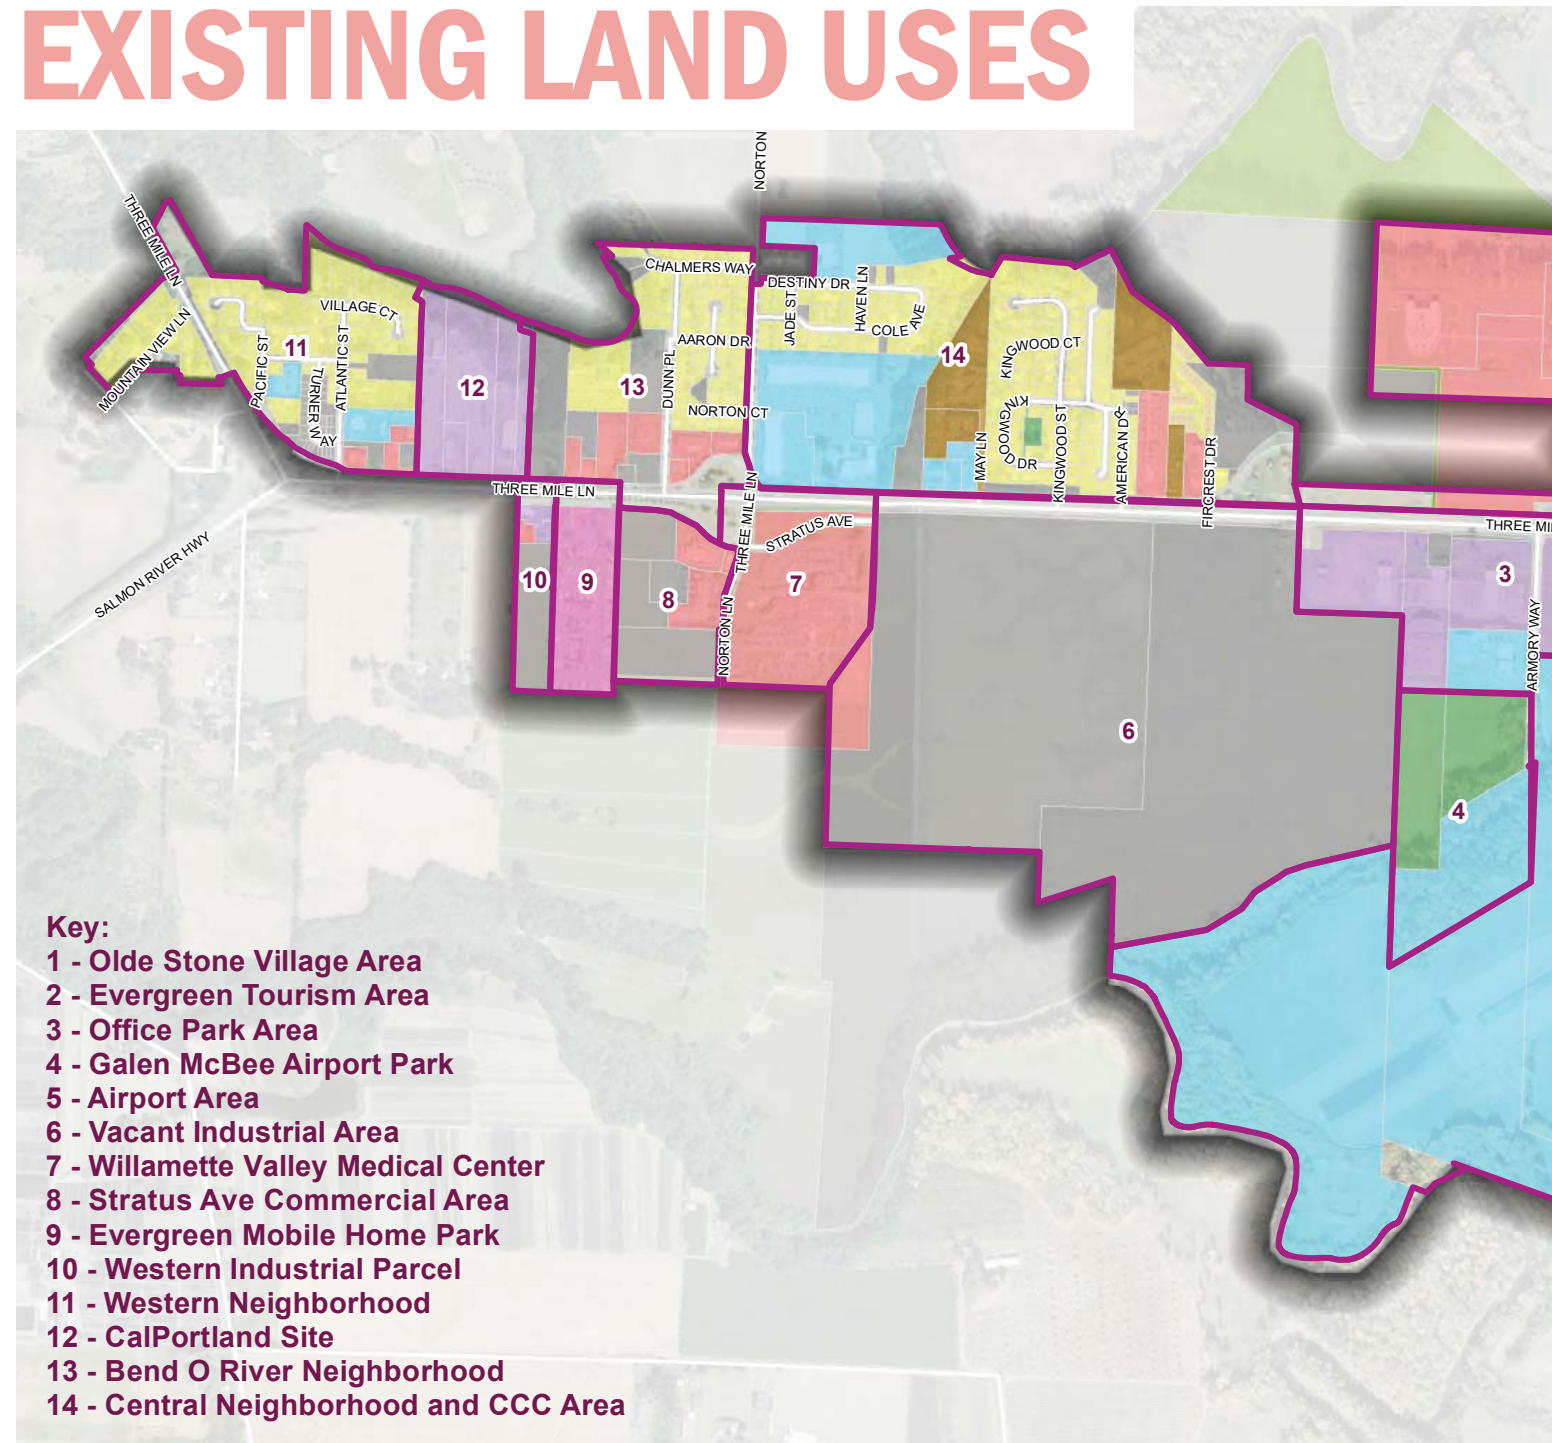 EXISTING LAND USES
NORTON
THREE MILE LN
CHALMERS WAY
DESTINY DR
HAVEN LN
JADE ST
COLE AVE
VILLAGE CT
MOUNTAIN VIEW LN
PACIFIC ST
ATLANTIC ST
11
TURNER WAY
12
13
DUNN PL
AARON DR
NORTON CT
14
KINGWOOD CT
KINGWOOD DR
KINGWOOD ST
MAY LN
AMERICAN DR
FIRCREST DR
THREE MILE LN
THREE MILE LN
STRATUS AVE
THREE MI
SALMON RIVER HWY
10
9
8
7
NORTON LN
3
ARMORY WAY
6
4
Key:
1 - Olde Stone Village Area
2 - Evergreen Tourism Area
3 - Office Park Area
4 - Galen McBee Airport Park
5 - Airport Area
6 - Vacant Industrial Area
7 - Willamette Valley Medical Center
8 - Stratus Ave Commercial Area
9 - Evergreen Mobile Home Park
10 - Western Industrial Parcel
11 - Western Neighborhood
12 - CalPortland Site
13 - Bend O River Neighborhood
14 - Central Neighborhood and CCC Area